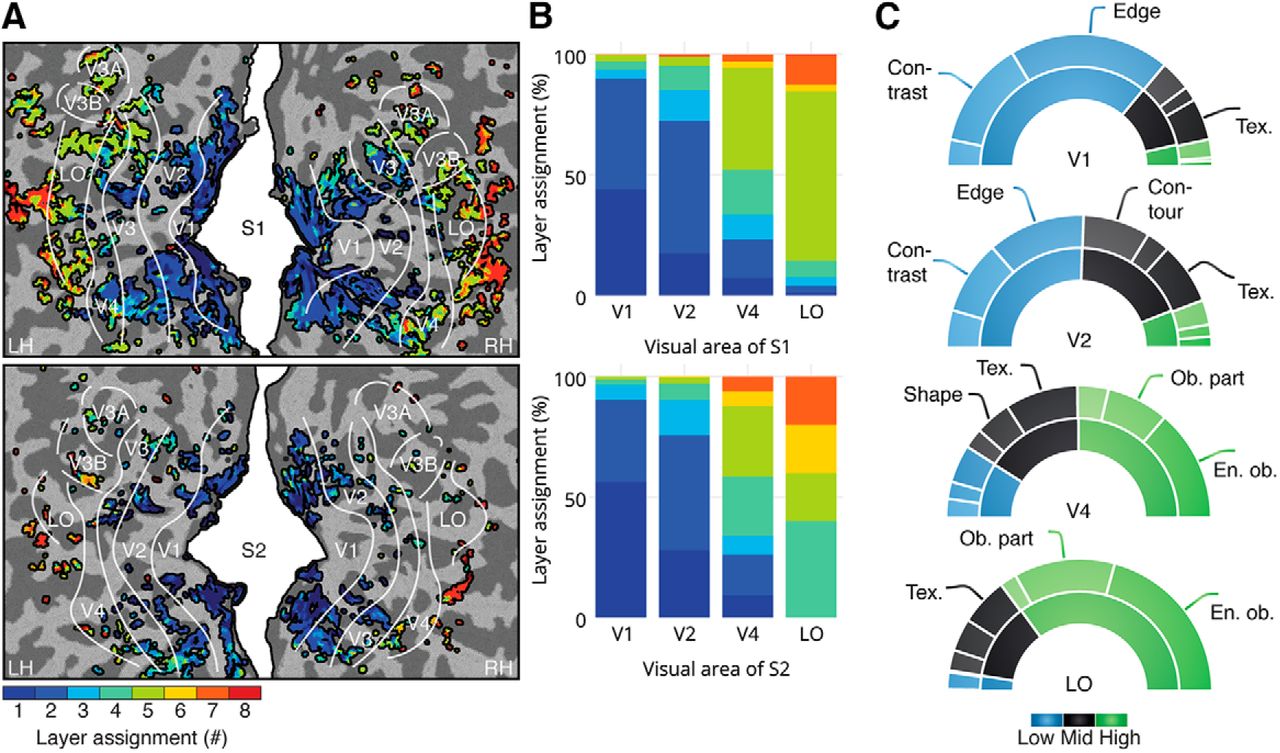 A
V3A
V3B
LO
V2
V3
V1
V4
S1
V3A
V3
V3B
LO
V1
V2
V4
LH
RH
V3A
V3
V3B
LO
V2
V1
V4
S2
V3A
V3B
V2
LO
V1
V4
V3
LH
RH
1 2 3 4 5 6 7 8
Layer assignment (#)
B
Layer assignment (%)
100
50
0
V1 V2 V4 LO
Visual area of S1
Layer assignment (%)
100
50
0
V1 V2 V4 LO
Visual area of S2
C
Edge
Con-
trast
Tex.
V1
Edge
Con-
tour
Con-
trast
Tex.
V2
Tex.
Ob. part
Shape
En. ob.
V4
Ob. part
Tex.
En. ob.
LO
Low Mid High